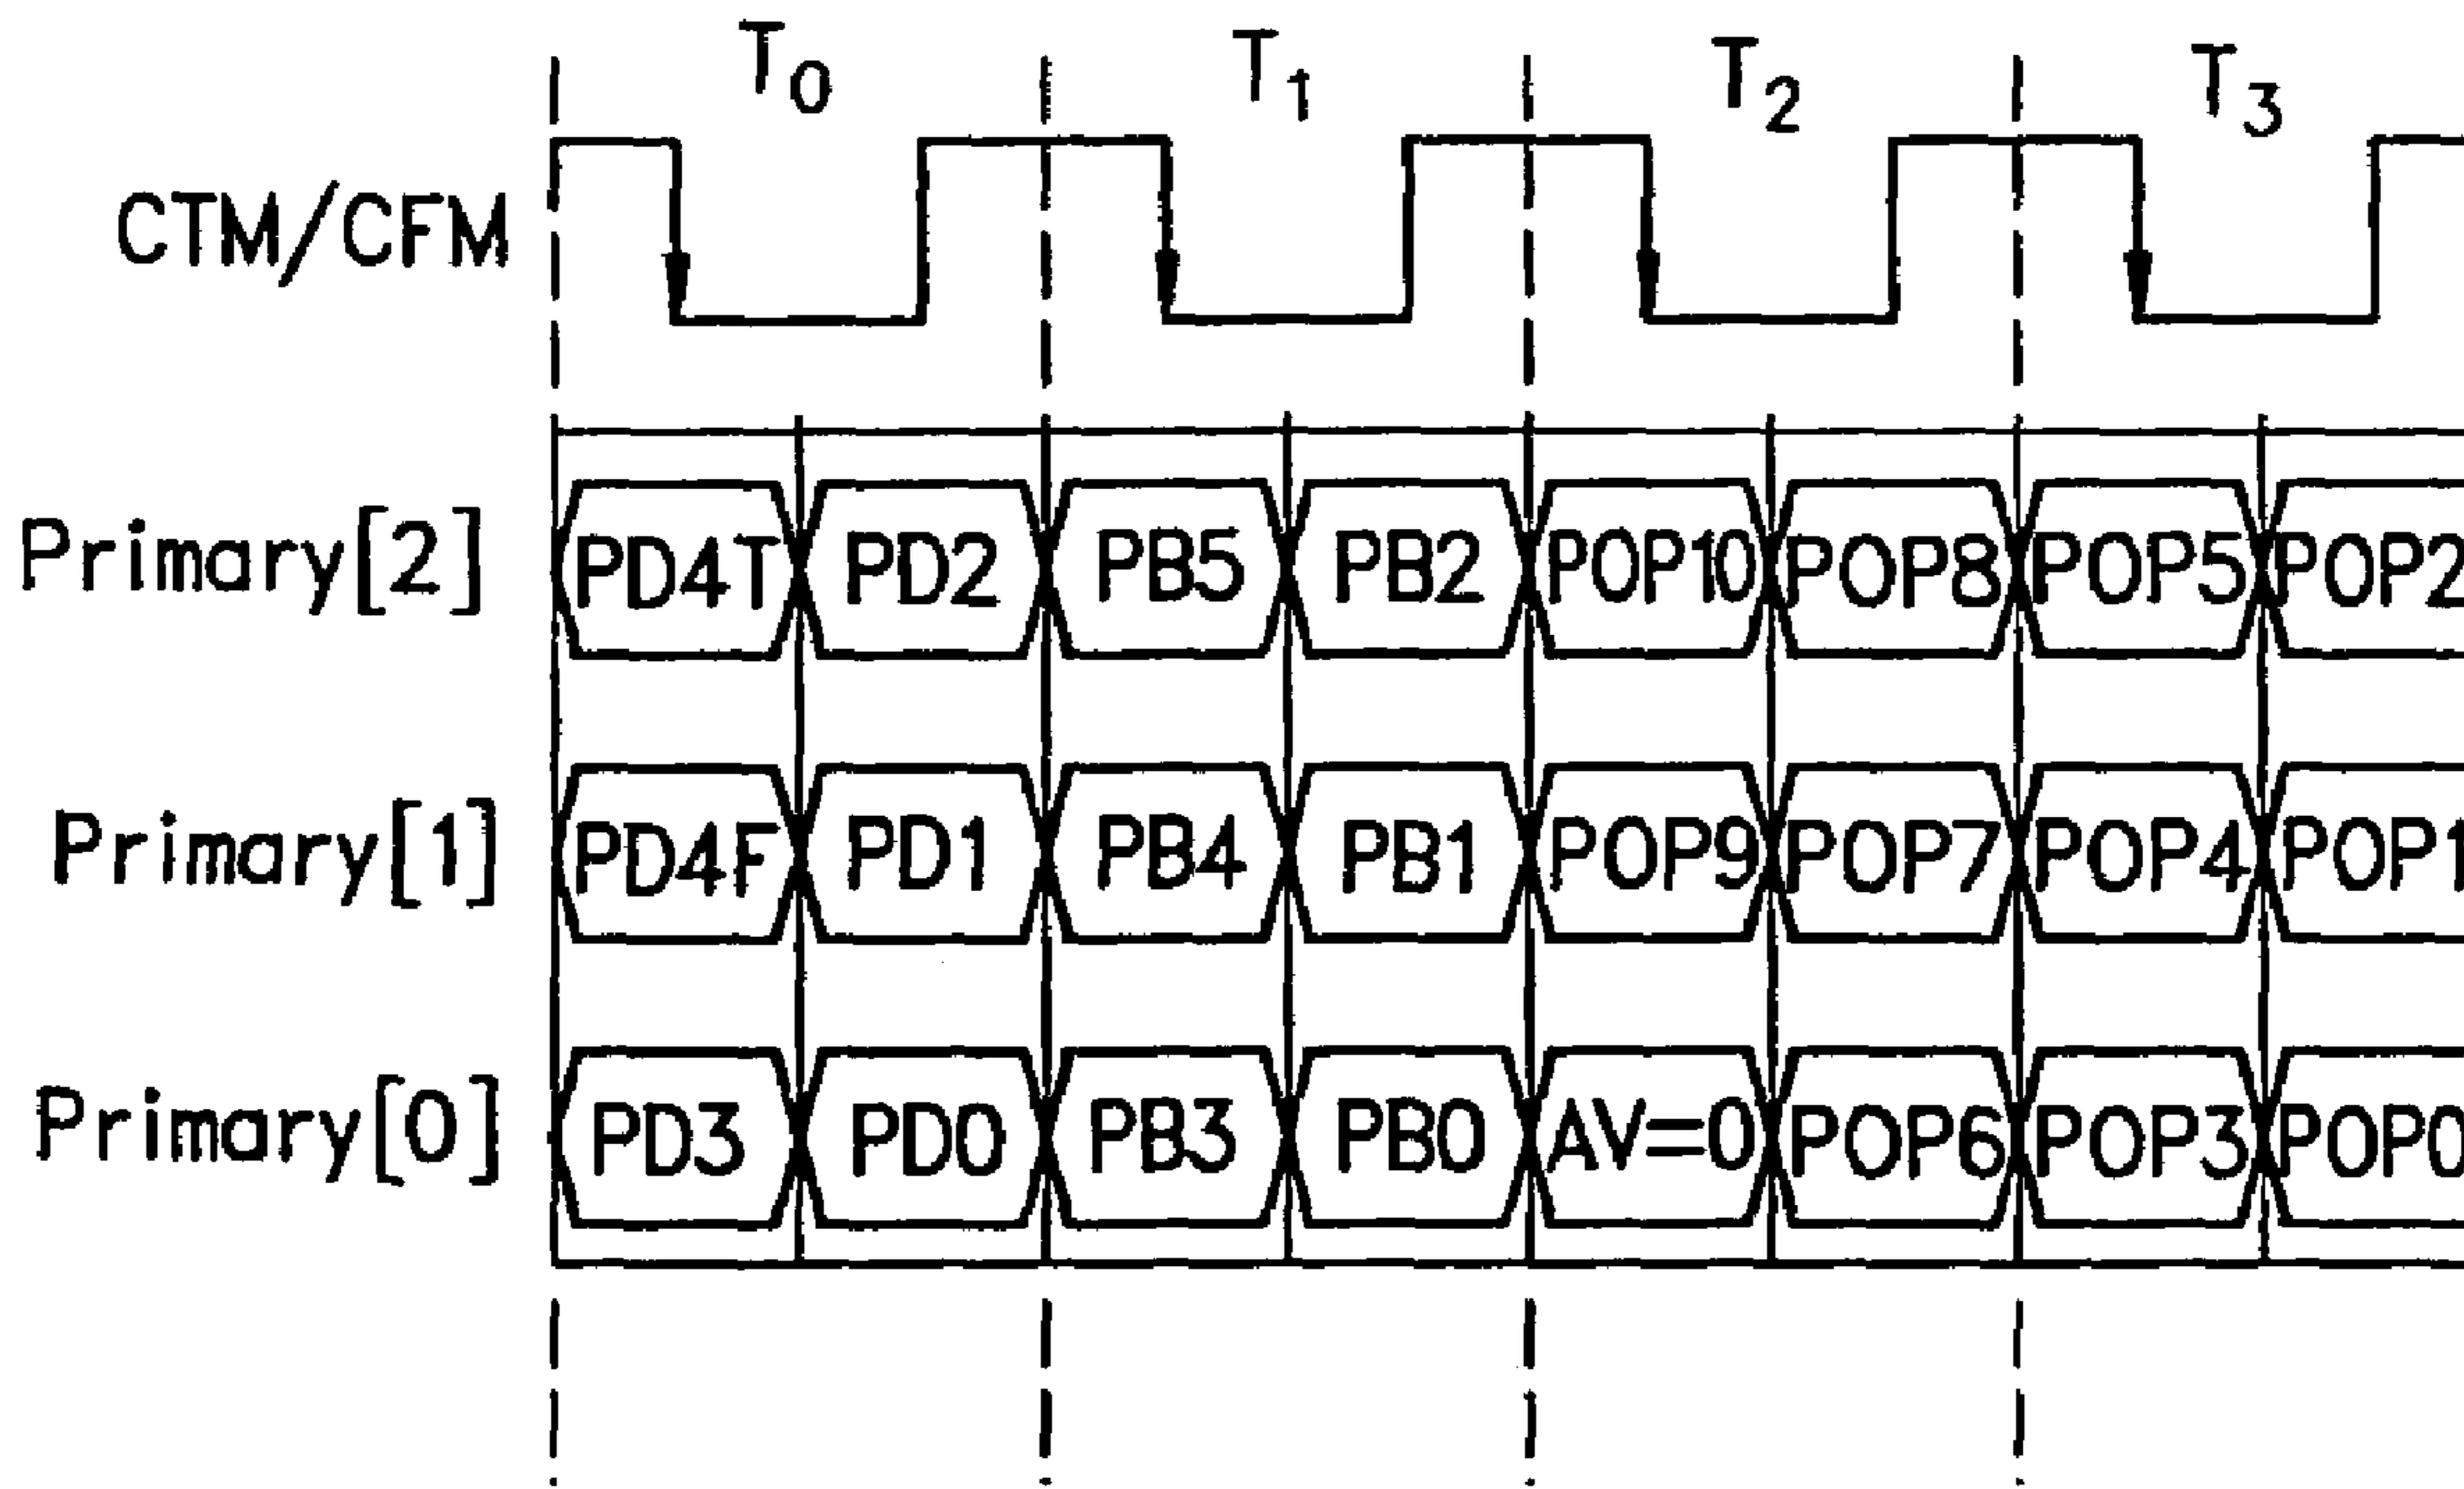 T0 T1 T2 T3
CTM/CFM
Primary[2] PD4T PD2 PB5 PB2 POP10 POP8 POP5 POP2
Primary[1] PD4F PD1 PB4 PB1 POP9 POP7 POP4 POP1
Primary[0] PD3 PD0 PB3 PB0 AV=0 POP6 POP3 POP0